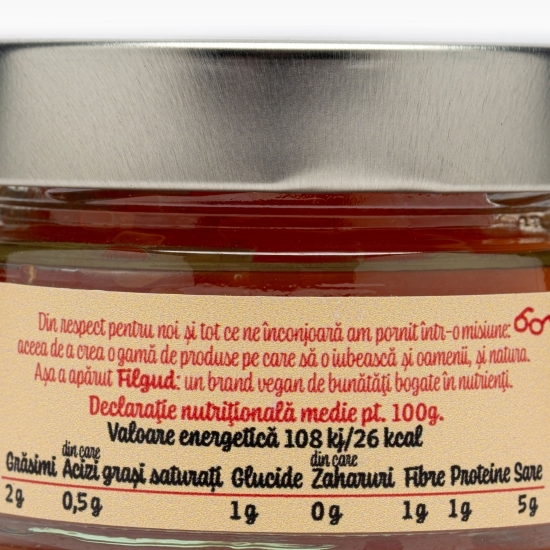 Din respect pentru noi și tot ce ne înconjoară am pornit într-o misiune:
aceea de a crea o gamă de produse pe care să o iubească și oamenii, și natura.
Așa a apărut Filgud: un brand vegan de bunătăți bogate în nutrienți.
Declarație nutrițională medie pt. 100g.
Valoare energetică 108 kj/26 kcal
Grăsimi din care Acizi grași saturați Glucide din care Zaharuri Fibre Proteine Sare
2g 0,5g 1g 0g 1g 1g 5g